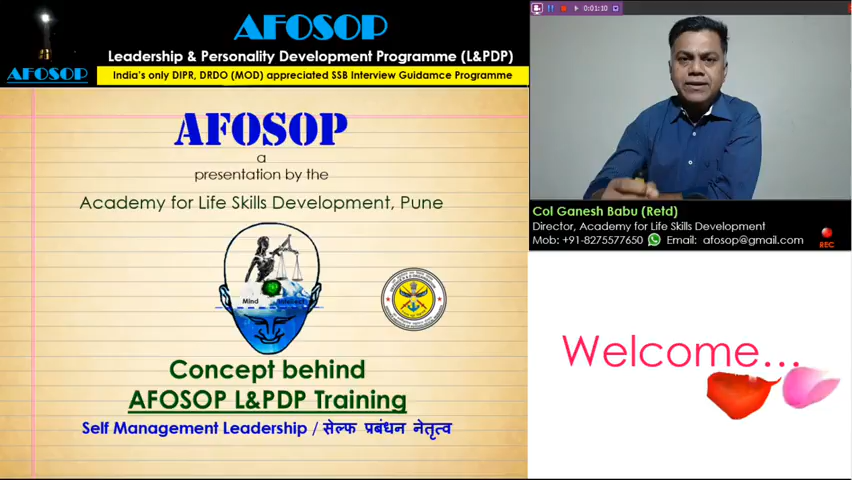 AFOSOP
Leadership & Personality Development Programme (L&PDP)
India's only DIPR, DRDO (MOD) appreciated SSB Interview Guidamce Programme
AFOSOP
AFOSOP
a
presentation by the
Academy for Life Skills Development, Pune
Mind
Intellect
Concept behind
AFOSOP L&PDP Training
Self Management Leadership / सेल्फ प्रबंधन नेतृत्व
0:01:10
Col Ganesh Babu (Retd)
Director, Academy for Life Skills Development
Mob: +91-8275577650 Email: afosop@gmail.com
REC
Welcome...